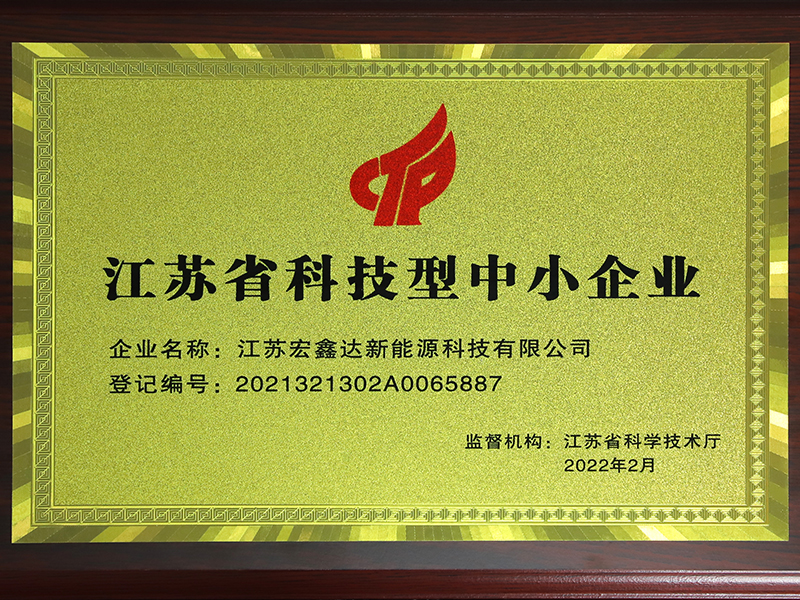 江苏省科技型中小企业
企业名称：江苏宏鑫达新能源科技有限公司
登记编号：2021321302A0065887
监督机构：江苏省科学技术厅
2022年2月